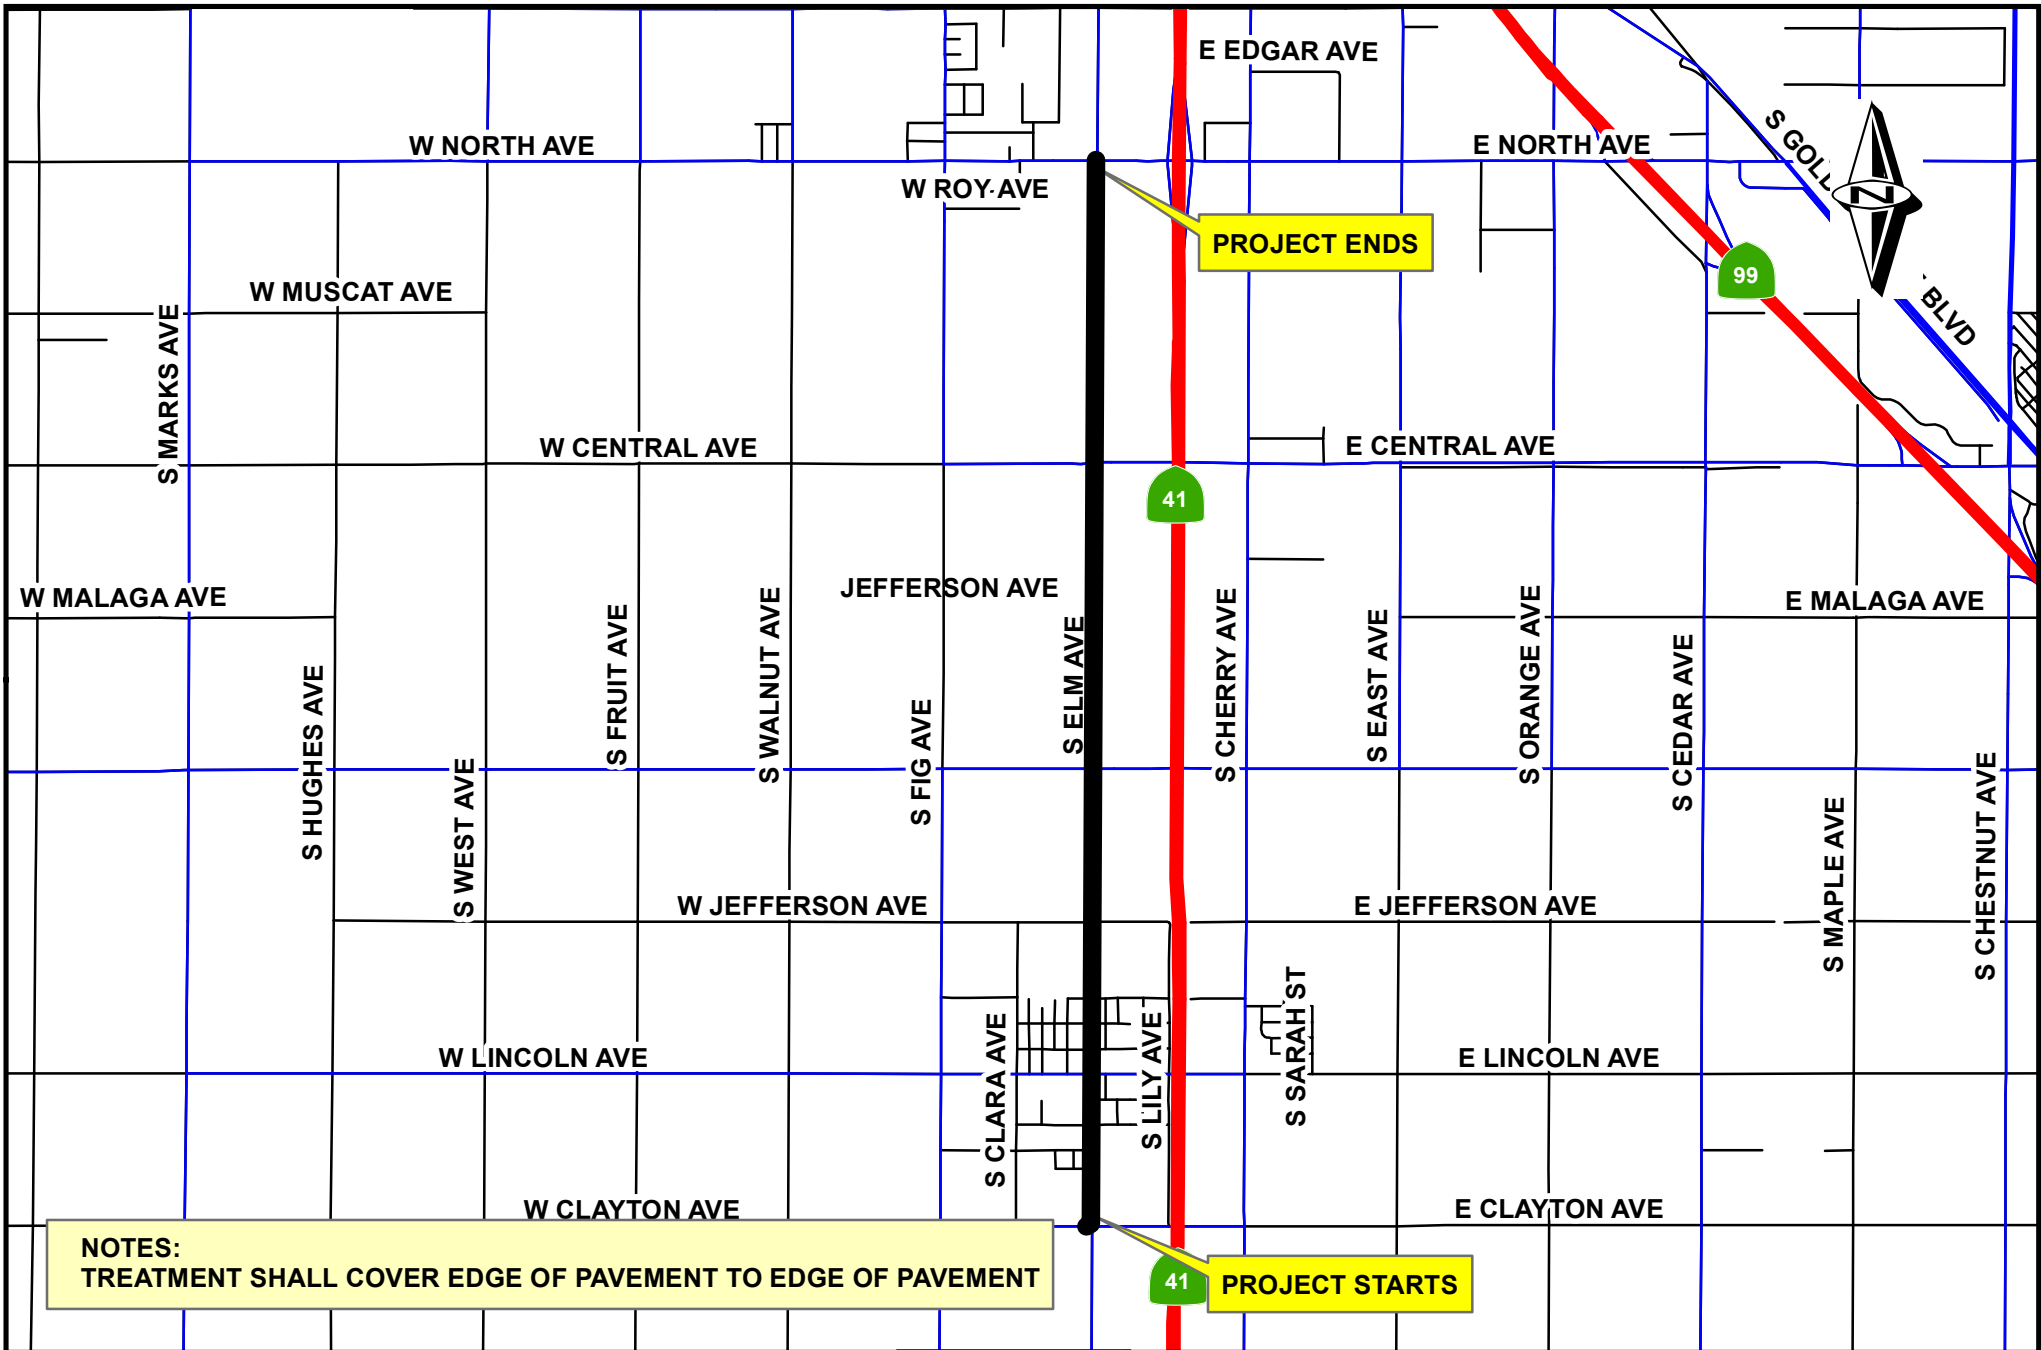 E EDGAR AVE
W NORTH AVE
E NORTH AVE
S GOLD
N
W ROY AVE
PROJECT ENDS
99
W MUSCAT AVE
BLVD
S MARKS AVE
W CENTRAL AVE
E CENTRAL AVE
41
W MALAGA AVE
JEFFERSON AVE
E MALAGA AVE
S HUGHES AVE
S WEST AVE
S FRUIT AVE
S WALNUT AVE
S FIG AVE
S ELM AVE
S CHERRY AVE
S EAST AVE
S ORANGE AVE
S CEDAR AVE
S MAPLE AVE
S CHESTNUT AVE
W JEFFERSON AVE
E JEFFERSON AVE
W LINCOLN AVE
S CLARA AVE
S LILY AVE
S SARAH ST
E LINCOLN AVE
W CLAYTON AVE
E CLAYTON AVE
NOTES:
TREATMENT SHALL COVER EDGE OF PAVEMENT TO EDGE OF PAVEMENT
41
PROJECT STARTS